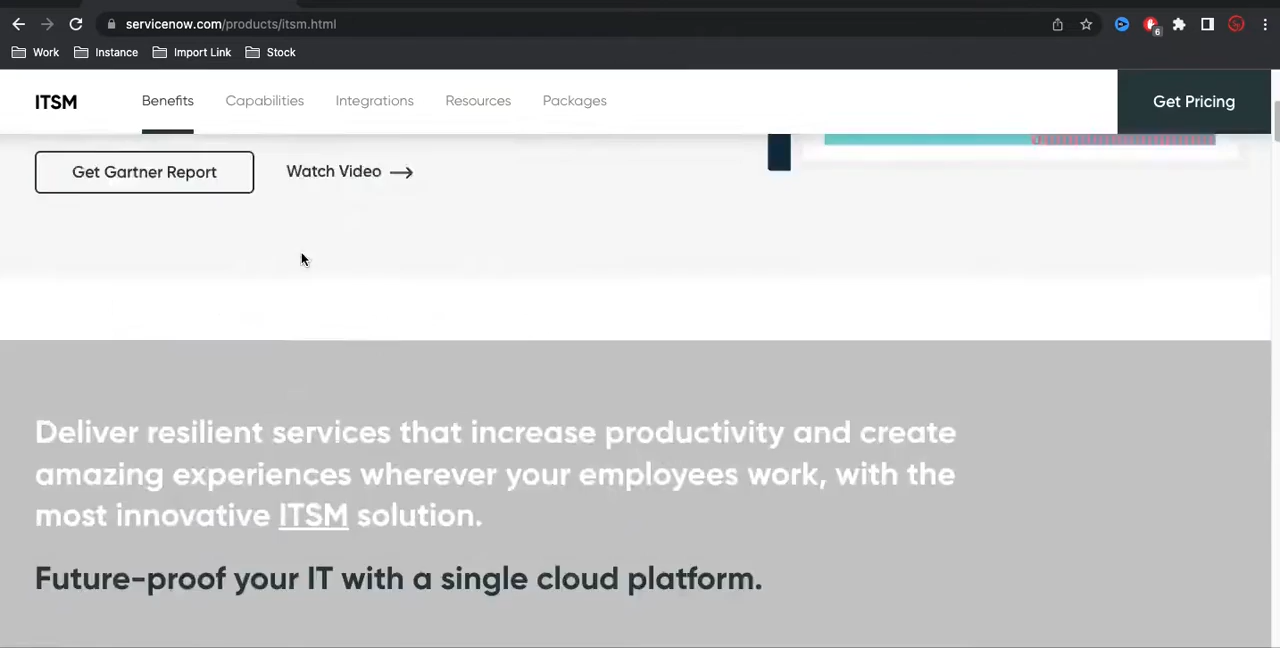 servicenow.com/products/itsm.html
6
Work Instance Import Link Stock
ITSM Benefits Capabilities Integrations Resources Packages Get Pricing
Get Gartner Report Watch Video →
Deliver resilient services that increase productivity and create
amazing experiences wherever your employees work, with the
most innovative ITSM solution.
Future-proof your IT with a single cloud platform.